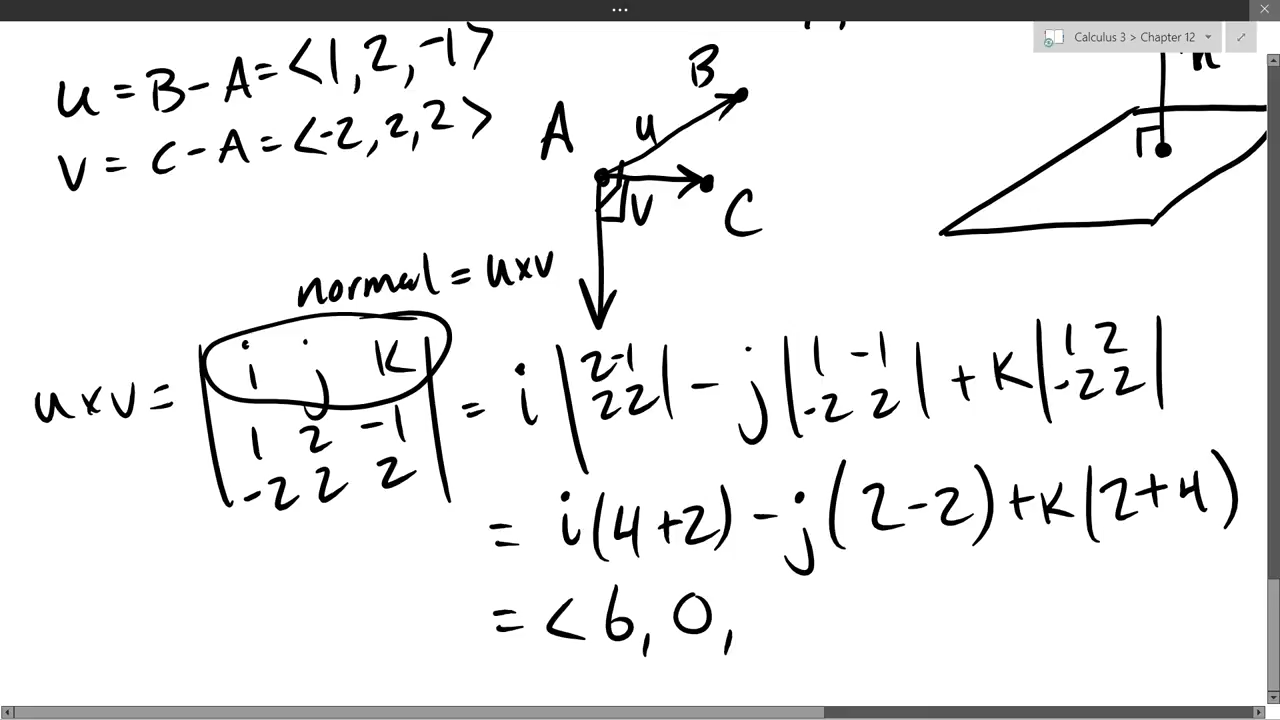 Calculus 3 > Chapter 12
u = B - A = <1, 2, -1>
v = C - A = <-2, 2, 2>
A
u
B
v
C
n
normal = u×v
u×v = | i j k | = i | 2 -1 | - j | 1 -1 | + k | 1 2 |
1 2 -1 2 2 -2 2 -2 2
-2 2 2
= i(4+2) - j(2-2) + k(2+4)
= < 6, 0,